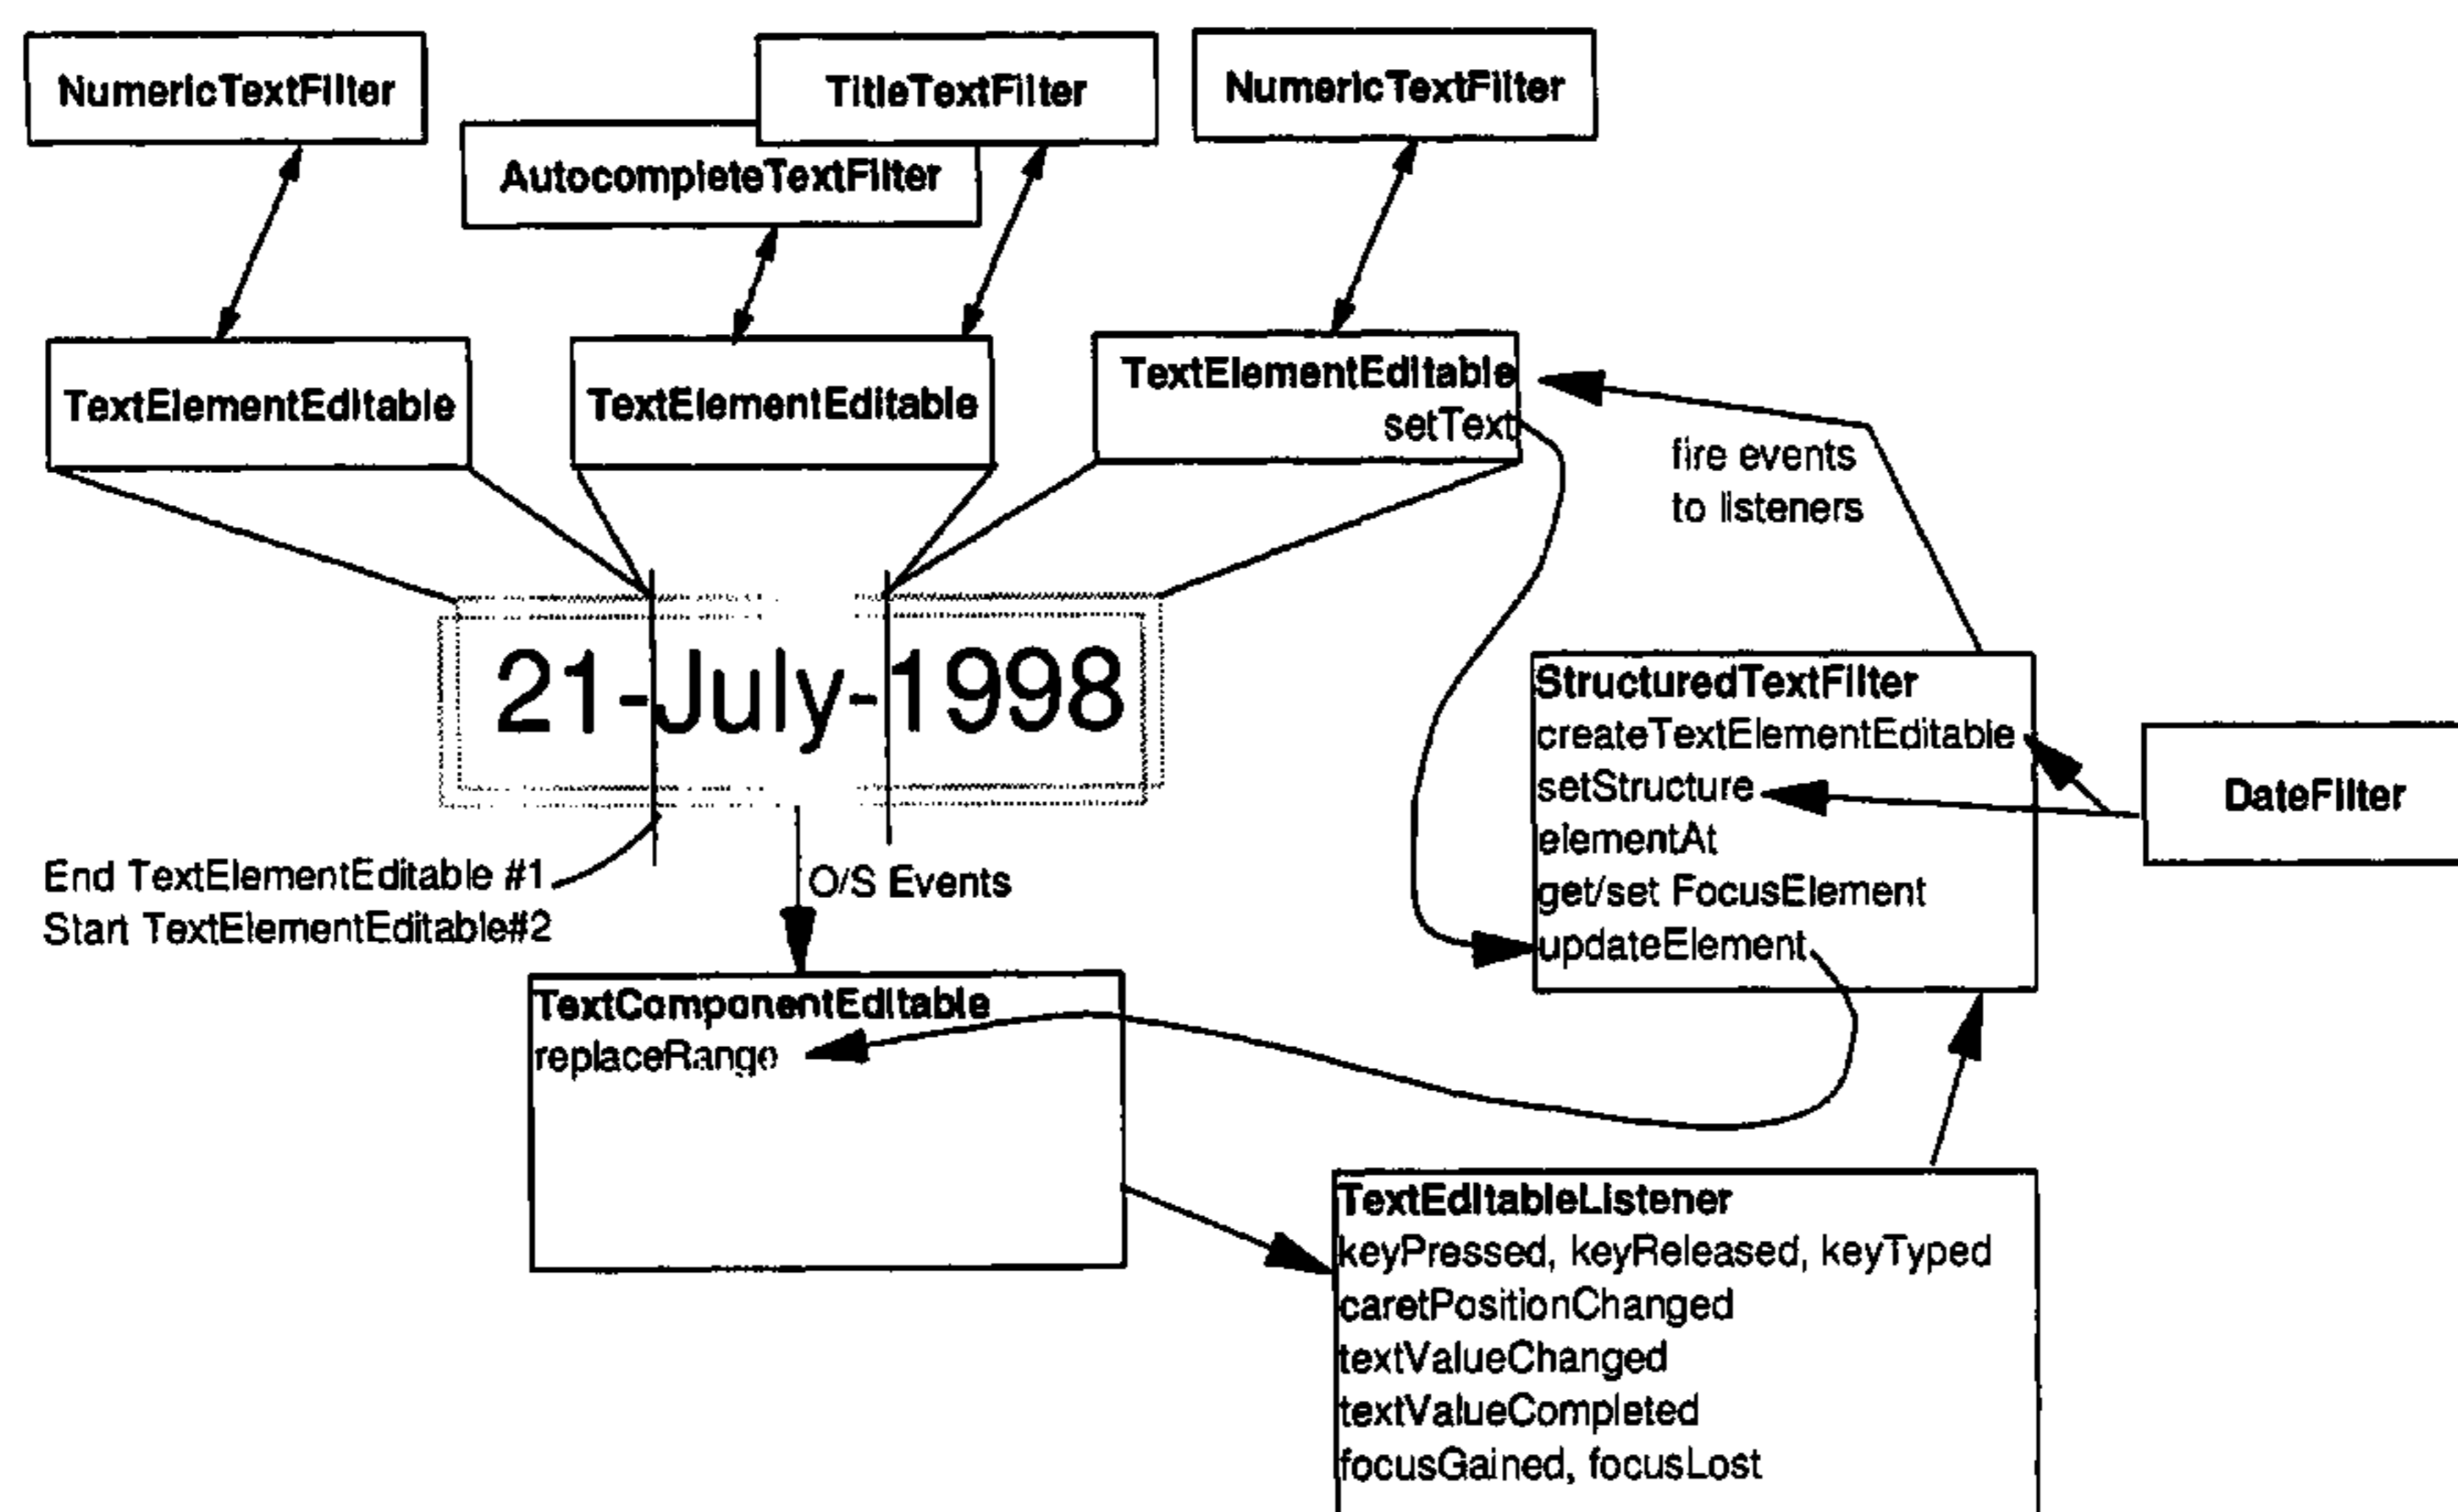 NumericTextFilter
TitleTextFilter
NumericTextFilter
AutocompleteTextFilter
TextElementEditable
TextElementEditable
TextElementEditable
setText
fire events
to listeners
21-July-1998
StructuredTextFilter
createTextElementEditable
setStructure
elementAt
get/set FocusElement
updateElement
DateFilter
End TextElementEditable #1
Start TextElementEditable#2
O/S Events
TextComponentEditable
replaceRange
TextEditableListener
keyPressed, keyReleased, keyTyped
caretPositionChanged
textValueChanged
textValueCompleted
focusGained, focusLost